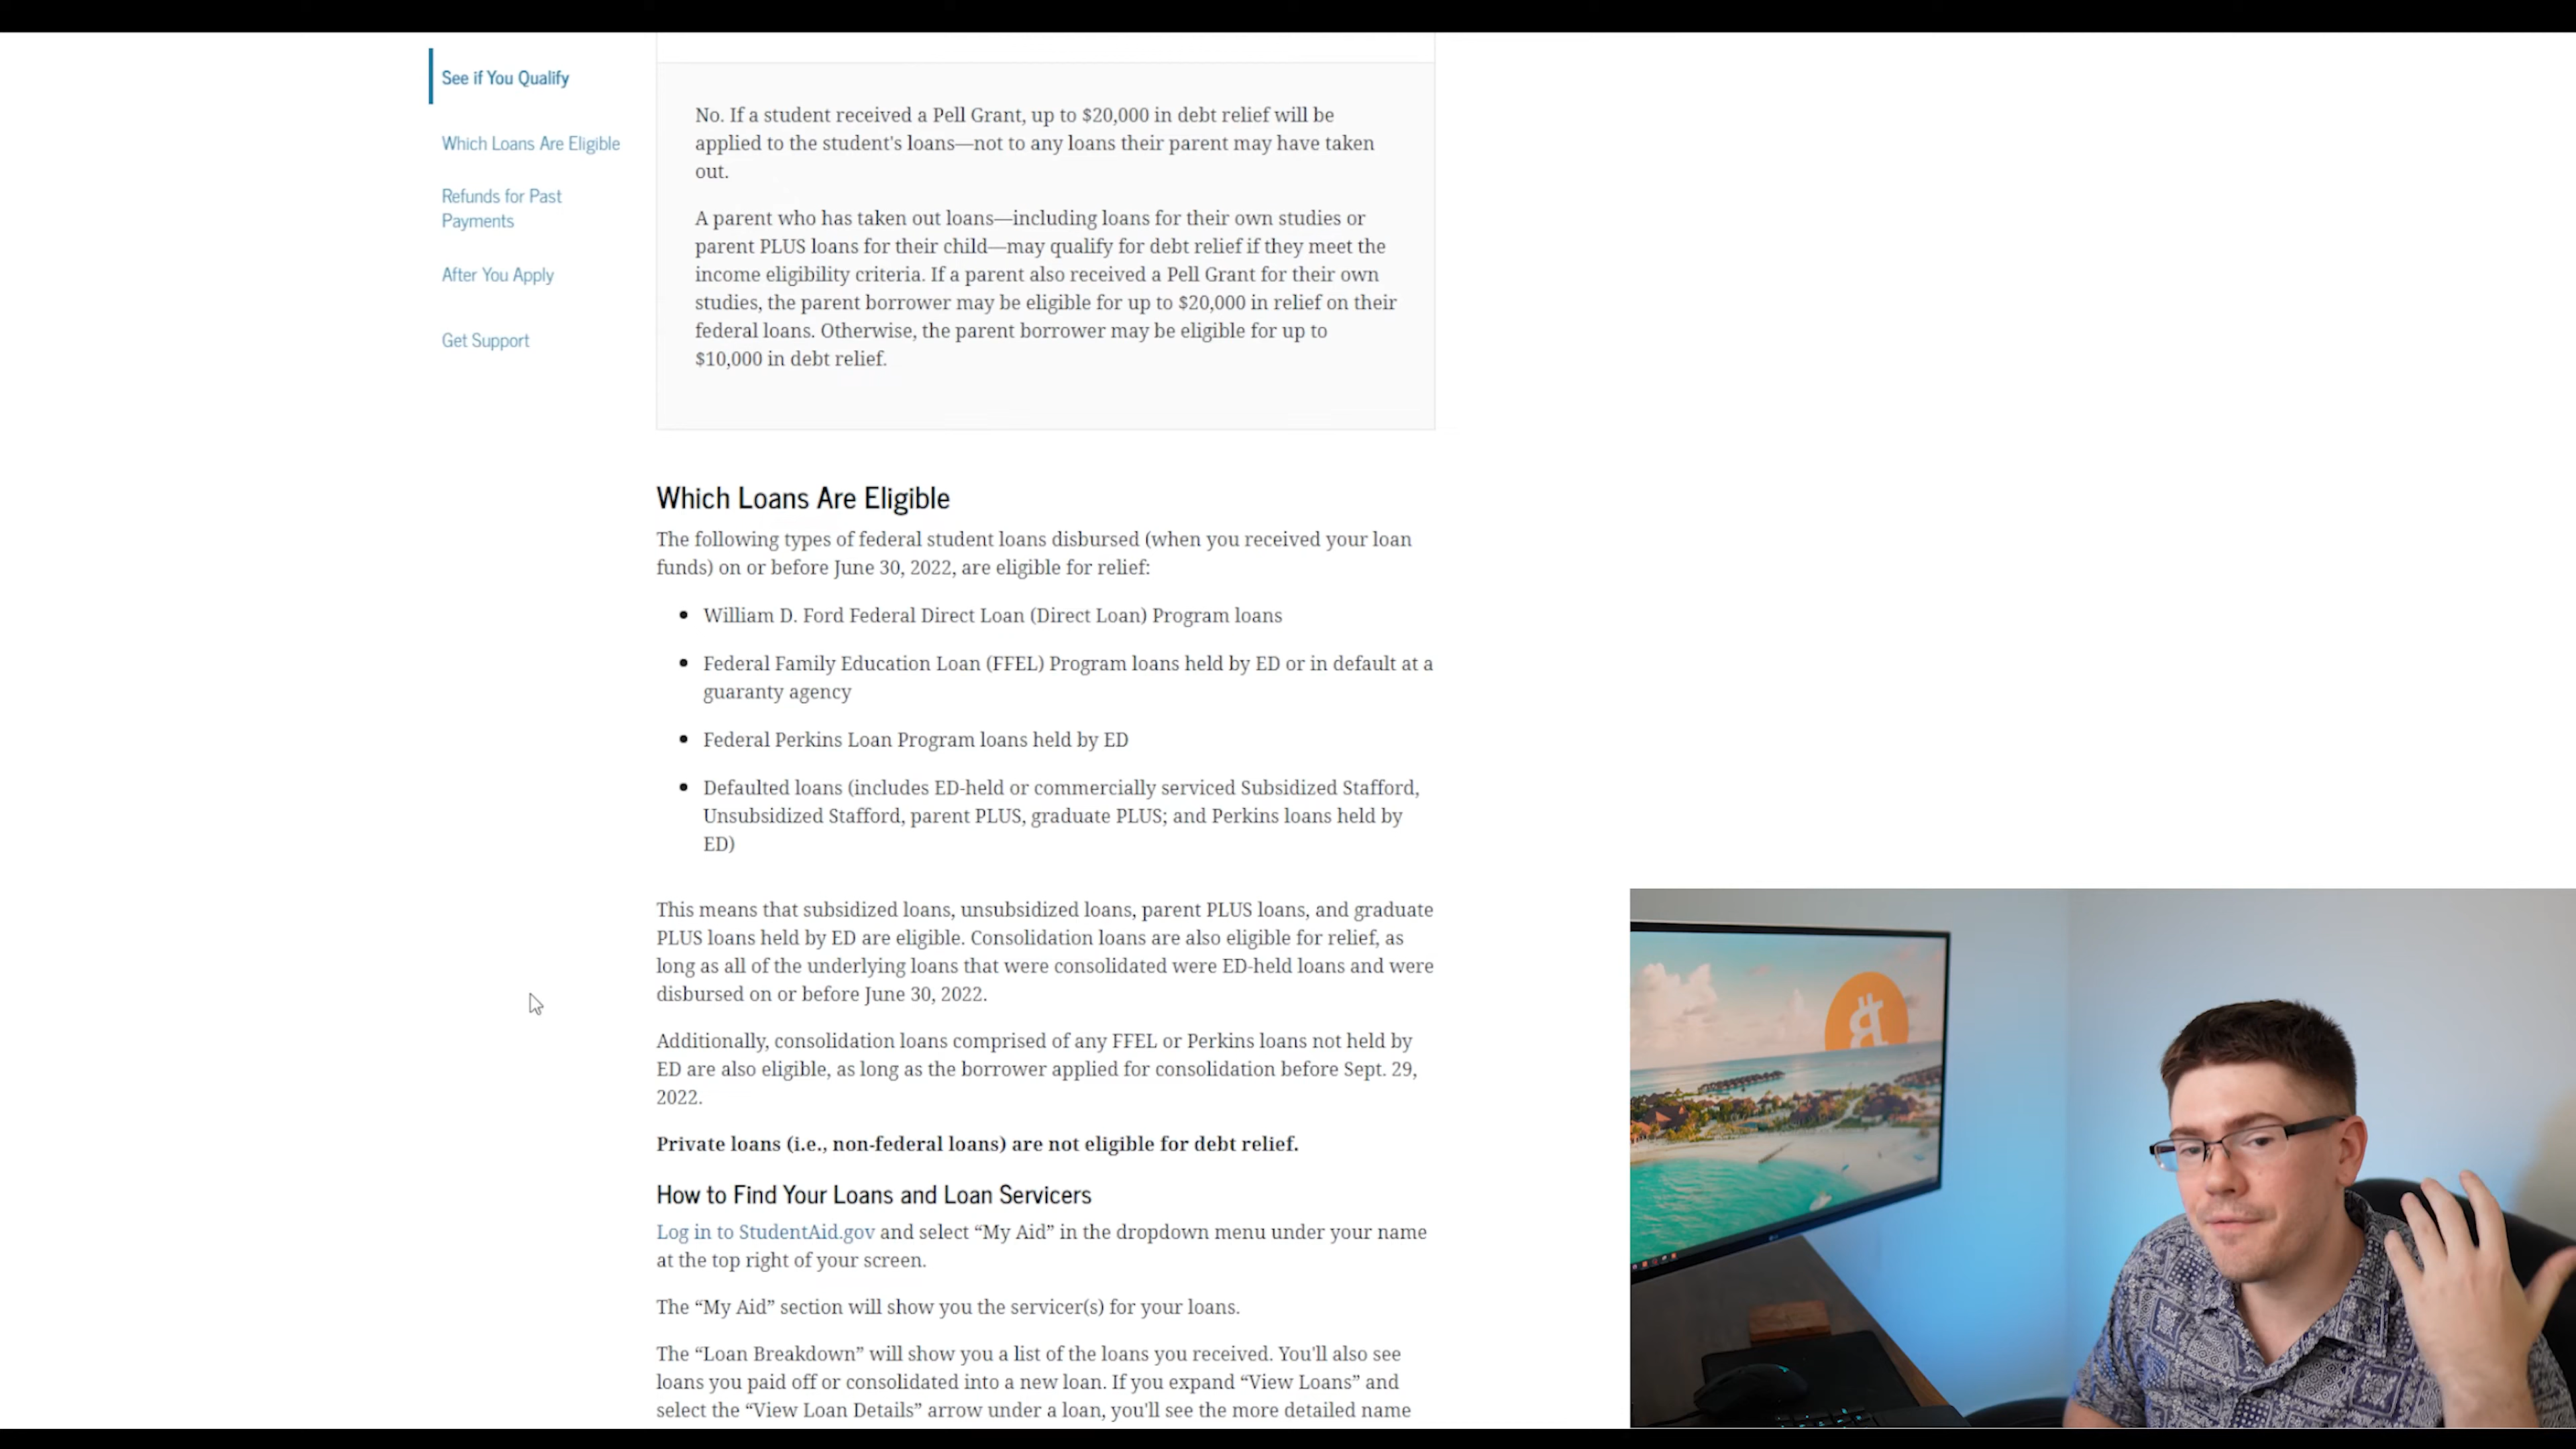 See if You Qualify
Which Loans Are Eligible
Refunds for Past
Payments
After You Apply
Get Support
No. If a student received a Pell Grant, up to $20,000 in debt relief will be
applied to the student's loans—not to any loans their parent may have taken
out.
A parent who has taken out loans—including loans for their own studies or
parent PLUS loans for their child—may qualify for debt relief if they meet the
income eligibility criteria. If a parent also received a Pell Grant for their own
studies, the parent borrower may be eligible for up to $20,000 in relief on their
federal loans. Otherwise, the parent borrower may be eligible for up to
$10,000 in debt relief.
Which Loans Are Eligible
The following types of federal student loans disbursed (when you received your loan
funds) on or before June 30, 2022, are eligible for relief:
• William D. Ford Federal Direct Loan (Direct Loan) Program loans
• Federal Family Education Loan (FFEL) Program loans held by ED or in default at a
guaranty agency
• Federal Perkins Loan Program loans held by ED
• Defaulted loans (includes ED-held or commercially serviced Subsidized Stafford,
Unsubsidized Stafford, parent PLUS, graduate PLUS; and Perkins loans held by
ED)
This means that subsidized loans, unsubsidized loans, parent PLUS loans, and graduate
PLUS loans held by ED are eligible. Consolidation loans are also eligible for relief, as
long as all of the underlying loans that were consolidated were ED-held loans and were
disbursed on or before June 30, 2022.
Additionally, consolidation loans comprised of any FFEL or Perkins loans not held by
ED are also eligible, as long as the borrower applied for consolidation before Sept. 29,
2022.
Private loans (i.e., non-federal loans) are not eligible for debt relief.
How to Find Your Loans and Loan Servicers
Log in to StudentAid.gov and select “My Aid” in the dropdown menu under your name
at the top right of your screen.
The “My Aid” section will show you the servicer(s) for your loans.
The “Loan Breakdown” will show you a list of the loans you received. You'll also see
loans you paid off or consolidated into a new loan. If you expand “View Loans” and
select the “View Loan Details” arrow under a loan, you'll see the more detailed name